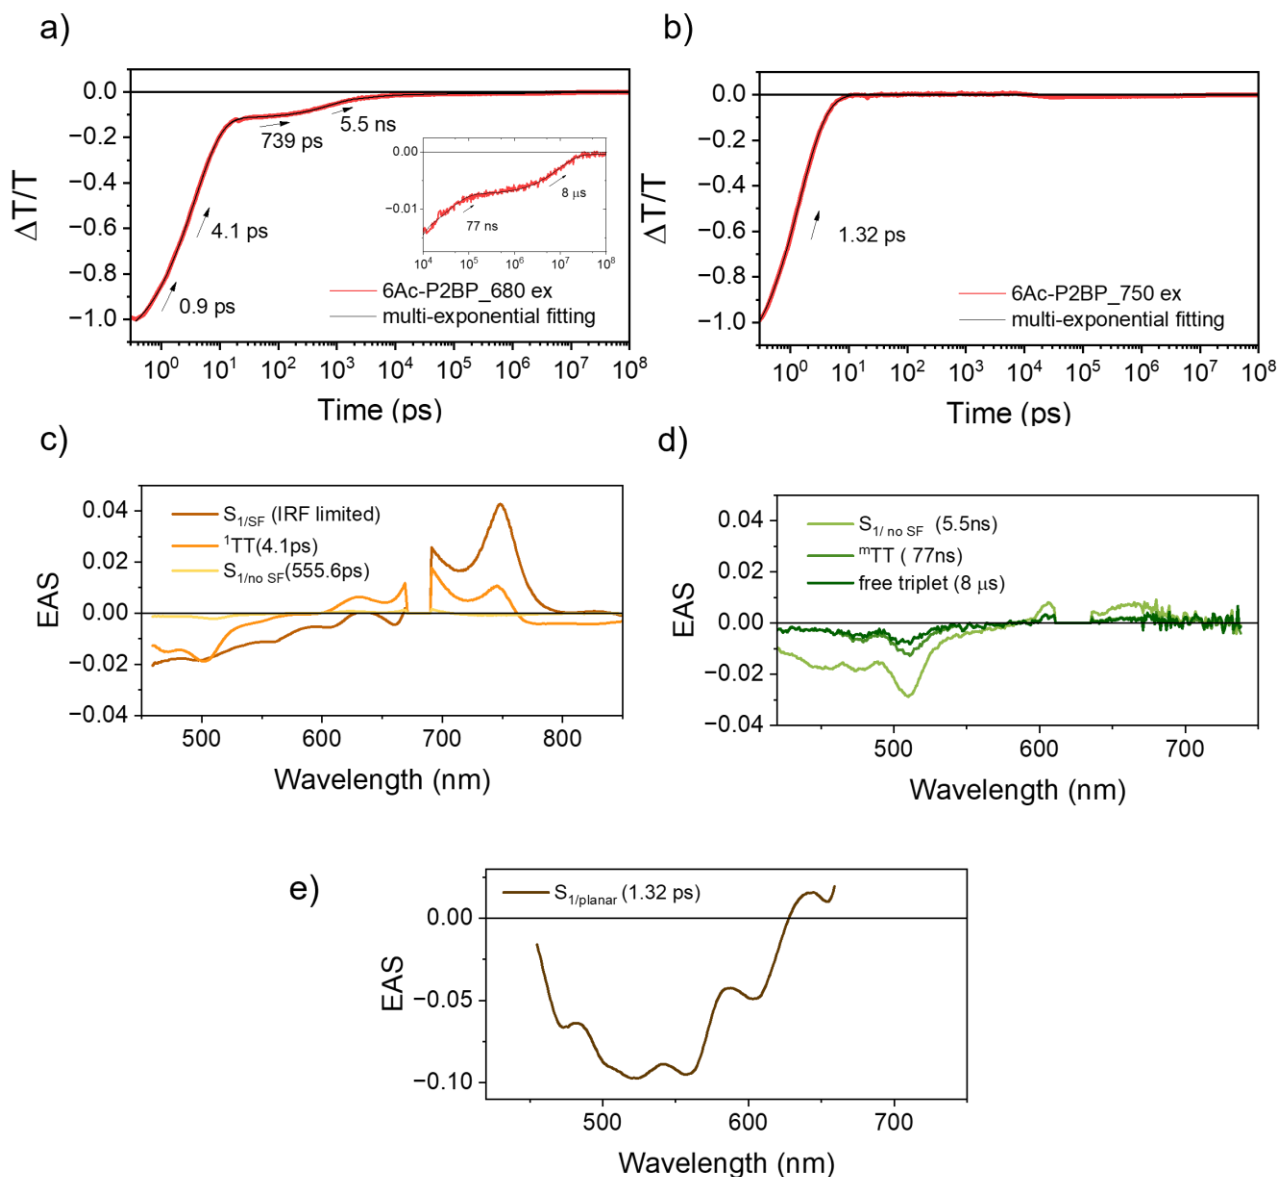 a)
0.0
−0.2
−0.4
−0.6
−0.8
−1.0
ΔT/T
739 ps
5.5 ns
4.1 ps
0.9 ps
0.00
−0.01
77 ns
8 μs
10⁴ 10⁵ 10⁶ 10⁷ 10⁸
6Ac-P2BP_680 ex
multi-exponential fitting
10⁰ 10¹ 10² 10³ 10⁴ 10⁵ 10⁶ 10⁷ 10⁸
Time (ps)
b)
0.0
−0.2
−0.4
−0.6
−0.8
−1.0
ΔT/T
1.32 ps
6Ac-P2BP_750 ex
multi-exponential fitting
10⁰ 10¹ 10² 10³ 10⁴ 10⁵ 10⁶ 10⁷ 10⁸
Time (ps)
c)
0.04
0.02
0.00
−0.02
−0.04
EAS
S₁/SF (IRF limited)
¹TT(4.1ps)
S₁/no SF(555.6ps)
500 600 700 800
Wavelength (nm)
d)
0.04
0.02
0.00
−0.02
−0.04
EAS
S₁/ no SF (5.5ns)
ᵐTT ( 77ns)
free triplet (8 μs)
500 600 700
Wavelength (nm)
e)
0.00
−0.05
−0.10
EAS
S₁/planar (1.32 ps)
500 600 700
Wavelength (nm)